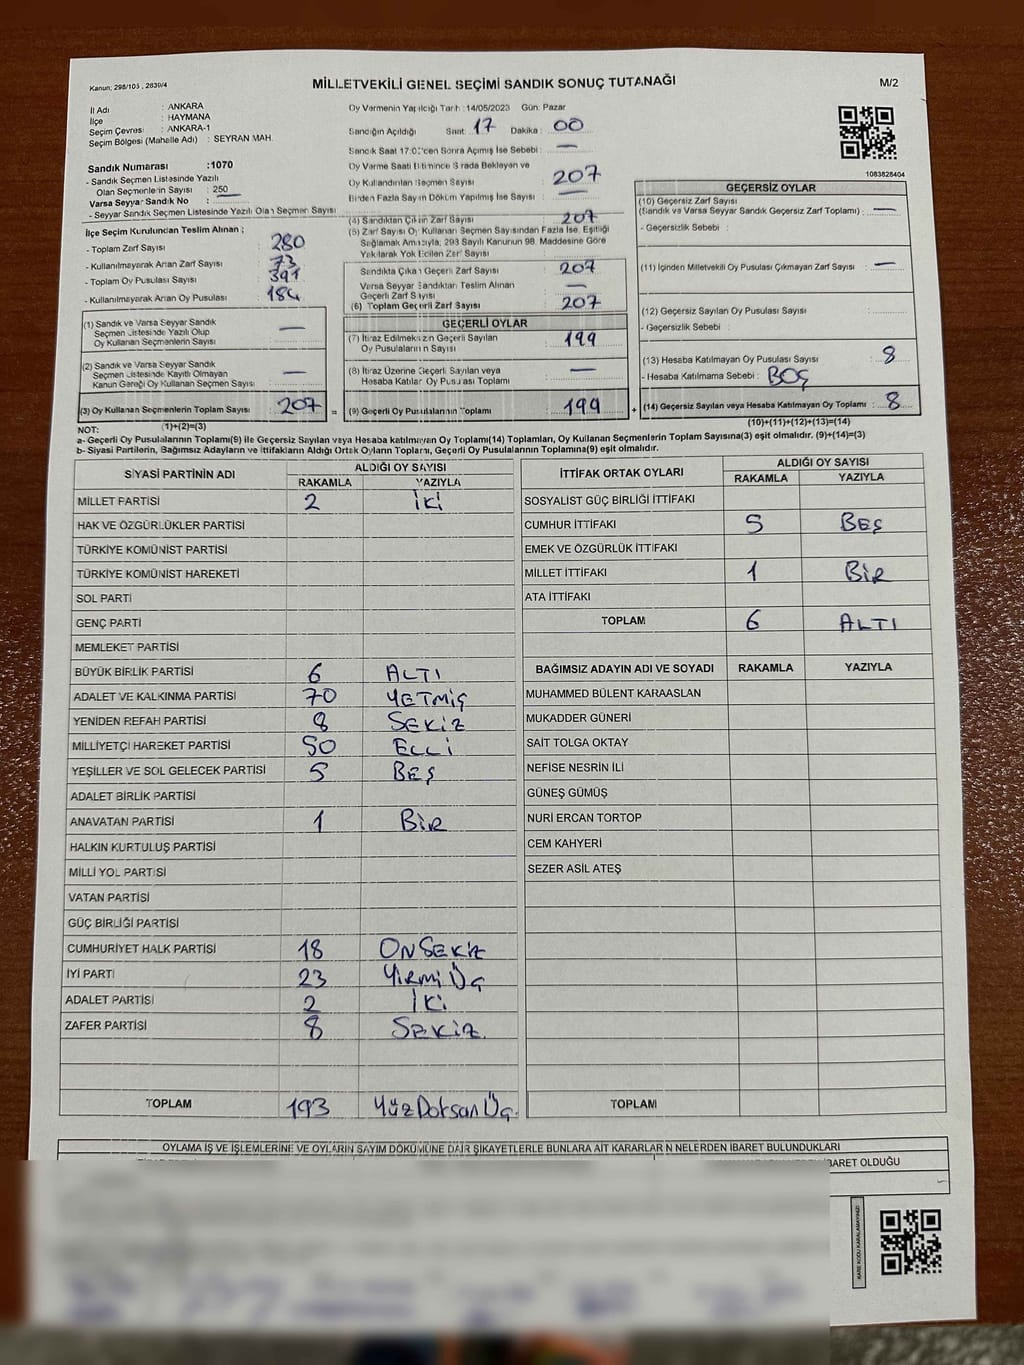 Kanun; 298/105 , 2839/4
MİLLETVEKİLİ GENEL SEÇİMİ SANDIK SONUÇ TUTANAĞI
M/2
İl Adı : ANKARA
İlçe : HAYMANA
Seçim Çevresi : ANKARA-1
Seçim Bölgesi (Mahalle Adı) : SEYRAN MAH.
Sandık Numarası :1070
- Sandık Seçmen Listesinde Yazılı
Olan Seçmenlerin Sayısı : 250
Varsa Seyyar Sandık No :
- Seyyar Sandık Seçmen Listesinde Yazılı Olan Seçmen Sayısı
İlçe Seçim Kurulundan Teslim Alınan ;
- Toplam Zarf Sayısı : 280
- Kullanılmayarak Artan Zarf Sayısı : 73
- Toplam Oy Pusulası Sayısı : 391
- Kullanılmayarak Artan Oy Pusulası : 184
Oy Vermenin Yapıldığı Tarih :14/05/2023 Gün: Pazar
Sandığın Açıldığı Saat: 17 Dakika : 00
Sandık Saat 17:00'den Sonra Açılmış İse Sebebi : —
Oy Verme Saati Bitimince Sırada Bekleyen ve
Oy Kullandırılan Seçmen Sayısı 207
Birden Fazla Sayım Döküm Yapılmış İse Sayısı : —
(4) Sandıktan Çıkan Zarf Sayısı 207
(5) Zarf Sayısı Oy Kullanan Seçmen Sayısından Fazla İse, Eşitliği
Sağlamak Amacıyla, 298 Sayılı Kanunun 98. Maddesine Göre
Yakılarak Yok Edilen Zarf Sayısı
Sandıkta Çıkan Geçerli Zarf Sayısı 207
Varsa Seyyar Sandıktan Teslim Alınan
Geçerli Zarf Sayısı —
(6) Toplam Geçerli Zarf Sayısı 207
1083828404
GEÇERSİZ OYLAR
(10) Geçersiz Zarf Sayısı
(Sandık ve Varsa Seyyar Sandık Geçersiz Zarf Toplamı) : —
- Geçersizlik Sebebi :
(11) İçinden Milletvekili Oy Pusulası Çıkmayan Zarf Sayısı : —
(12) Geçersiz Sayılan Oy Pusulası Sayısı :
- Geçersizlik Sebebi :
(13) Hesaba Katılmayan Oy Pusulası Sayısı : 8
- Hesaba Katılmama Sebebi : BOŞ
(1) Sandık ve Varsa Seyyar Sandık
Seçmen Listesinde Yazılı Olup
Oy Kullanan Seçmenlerin Sayısı : —
(2) Sandık ve Varsa Seyyar Sandık
Seçmen Listesinde Kayıtlı Olmayan
Kanun Gereği Oy Kullanan Seçmen Sayısı : —
GEÇERLİ OYLAR
(7) İtiraz Edilmeksizin Geçerli Sayılan
Oy Pusulalarının Sayısı : 199
(8) İtiraz Üzerine Geçerli Sayılan veya
Hesaba Katılan Oy Pusulası Toplamı : —
(3) Oy Kullanan Seçmenlerin Toplam Sayısı : 207 = (9) Geçerli Oy Pusulalarının Toplamı : 199 + (14) Geçersiz Sayılan veya Hesaba Katılmayan Oy Toplamı : 8
NOT: (1)+(2)=(3) (10)+(11)+(12)+(13)=(14)
a- Geçerli Oy Pusulalarının Toplamı(9) ile Geçersiz Sayılan veya Hesaba katılmayan Oy Toplamı(14) Toplamları, Oy Kullanan Seçmenlerin Toplam Sayısına(3) eşit olmalıdır. (9)+(14)=(3)
b- Siyasi Partilerin, Bağımsız Adayların ve İttifakların Aldığı Ortak Oyların Toplamı, Geçerli Oy Pusulalarının Toplamına(9) eşit olmalıdır.
SİYASİ PARTİNİN ADI ALDIĞI OY SAYISI
RAKAMLA YAZIYLA
MİLLET PARTİSİ 2 İKİ
HAK VE ÖZGÜRLÜKLER PARTİSİ
TÜRKİYE KOMÜNİST PARTİSİ
TÜRKİYE KOMÜNİST HAREKETİ
SOL PARTİ
GENÇ PARTİ
MEMLEKET PARTİSİ
BÜYÜK BİRLİK PARTİSİ 6 ALTI
ADALET VE KALKINMA PARTİSİ 70 YETMİŞ
YENİDEN REFAH PARTİSİ 8 SEKİZ
MİLLİYETÇİ HAREKET PARTİSİ 50 ELLİ
YEŞİLLER VE SOL GELECEK PARTİSİ 5 BEŞ
ADALET BİRLİK PARTİSİ
ANAVATAN PARTİSİ 1 BİR
HALKIN KURTULUŞ PARTİSİ
MİLLİ YOL PARTİSİ
VATAN PARTİSİ
GÜÇ BİRLİĞİ PARTİSİ
CUMHURİYET HALK PARTİSİ 18 ONSEKİZ
İYİ PARTİ 23 YİRMİ ÜÇ
ADALET PARTİSİ 2 İKİ
ZAFER PARTİSİ 8 SEKİZ.
TOPLAM 193 YüzDoksan Üç.
İTTİFAK ORTAK OYLARI ALDIĞI OY SAYISI
RAKAMLA YAZIYLA
SOSYALİST GÜÇ BİRLİĞİ İTTİFAKI
CUMHUR İTTİFAKI 5 BEŞ
EMEK VE ÖZGÜRLÜK İTTİFAKI
MİLLET İTTİFAKI 1 BİR
ATA İTTİFAKI
TOPLAM 6 ALTI
BAĞIMSIZ ADAYIN ADI VE SOYADI RAKAMLA YAZIYLA
MUHAMMED BÜLENT KARAASLAN
MUKADDER GÜNERİ
SAİT TOLGA OKTAY
NEFİSE NESRİN İLİ
GÜNEŞ GÜMÜŞ
NURİ ERCAN TORTOP
CEM KAHYERİ
SEZER ASİL ATEŞ
TOPLAM
OYLAMA İŞ VE İŞLEMLERİNE VE OYLARIN SAYIM DÖKÜMÜNE DAİR ŞİKAYETLERLE BUNLARA AİT KARARLARIN NELERDEN İBARET BULUNDUKLARI
İBARET OLDUĞU
KARE KODU KARALAMAYINIZ!